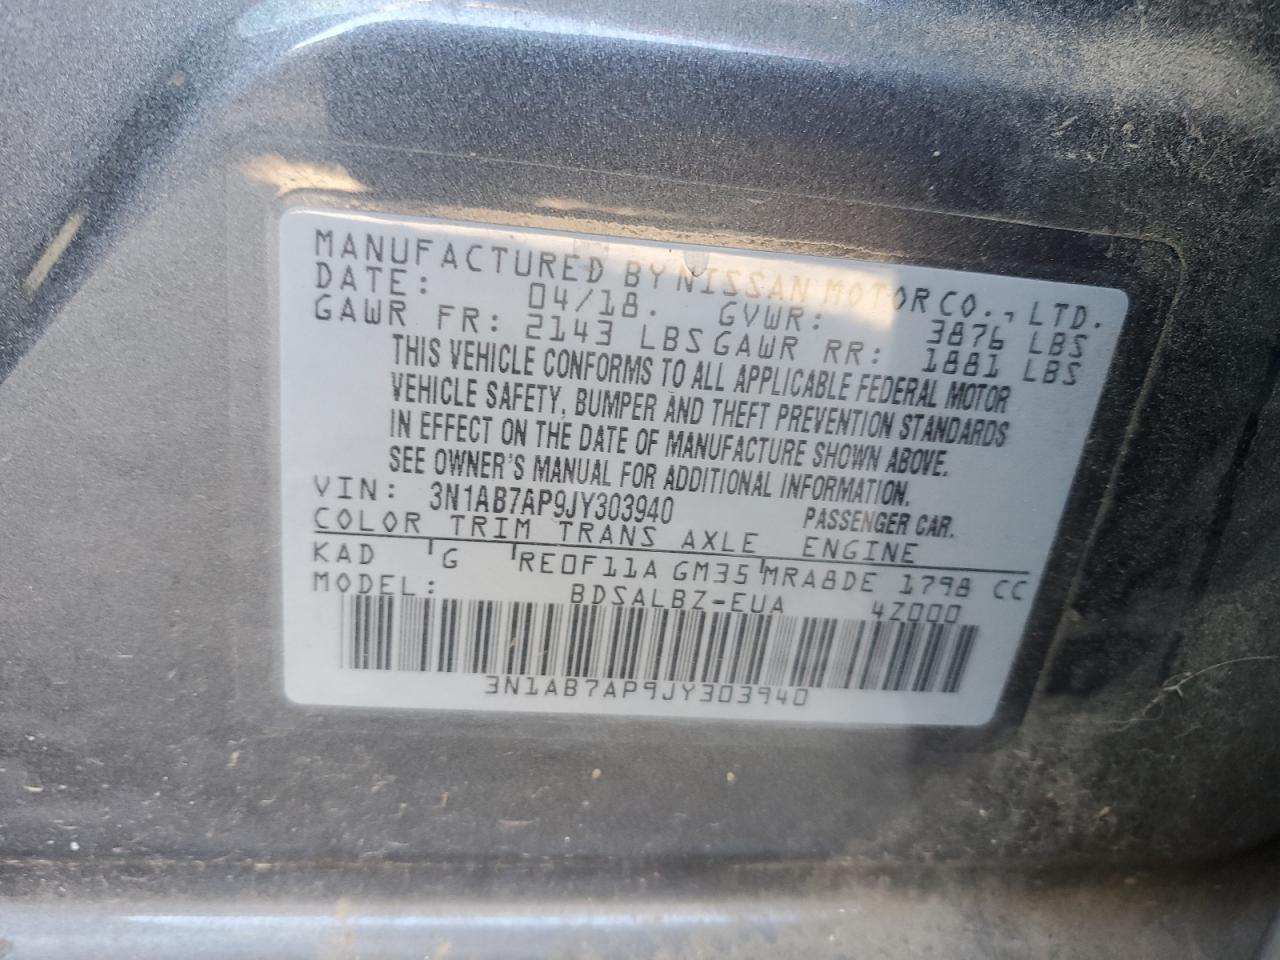 MANUFACTURED BY NISSAN MOTOR CO., LTD.
DATE: 04/18. GVWR: 3876 LBS
GAWR FR: 2143 LBS GAWR RR: 1881 LBS
THIS VEHICLE CONFORMS TO ALL APPLICABLE FEDERAL MOTOR
VEHICLE SAFETY, BUMPER AND THEFT PREVENTION STANDARDS
IN EFFECT ON THE DATE OF MANUFACTURE SHOWN ABOVE.
SEE OWNER'S MANUAL FOR ADDITIONAL INFORMATION.
VIN: 3N1AB7AP9JY303940 PASSENGER CAR.
COLOR TRIM TRANS AXLE ENGINE
KAD G RE0F11A GM35 MRA8DE 1798 CC
MODEL: BDSALBZ-EUA 4Z000
3N1AB7AP9JY303940